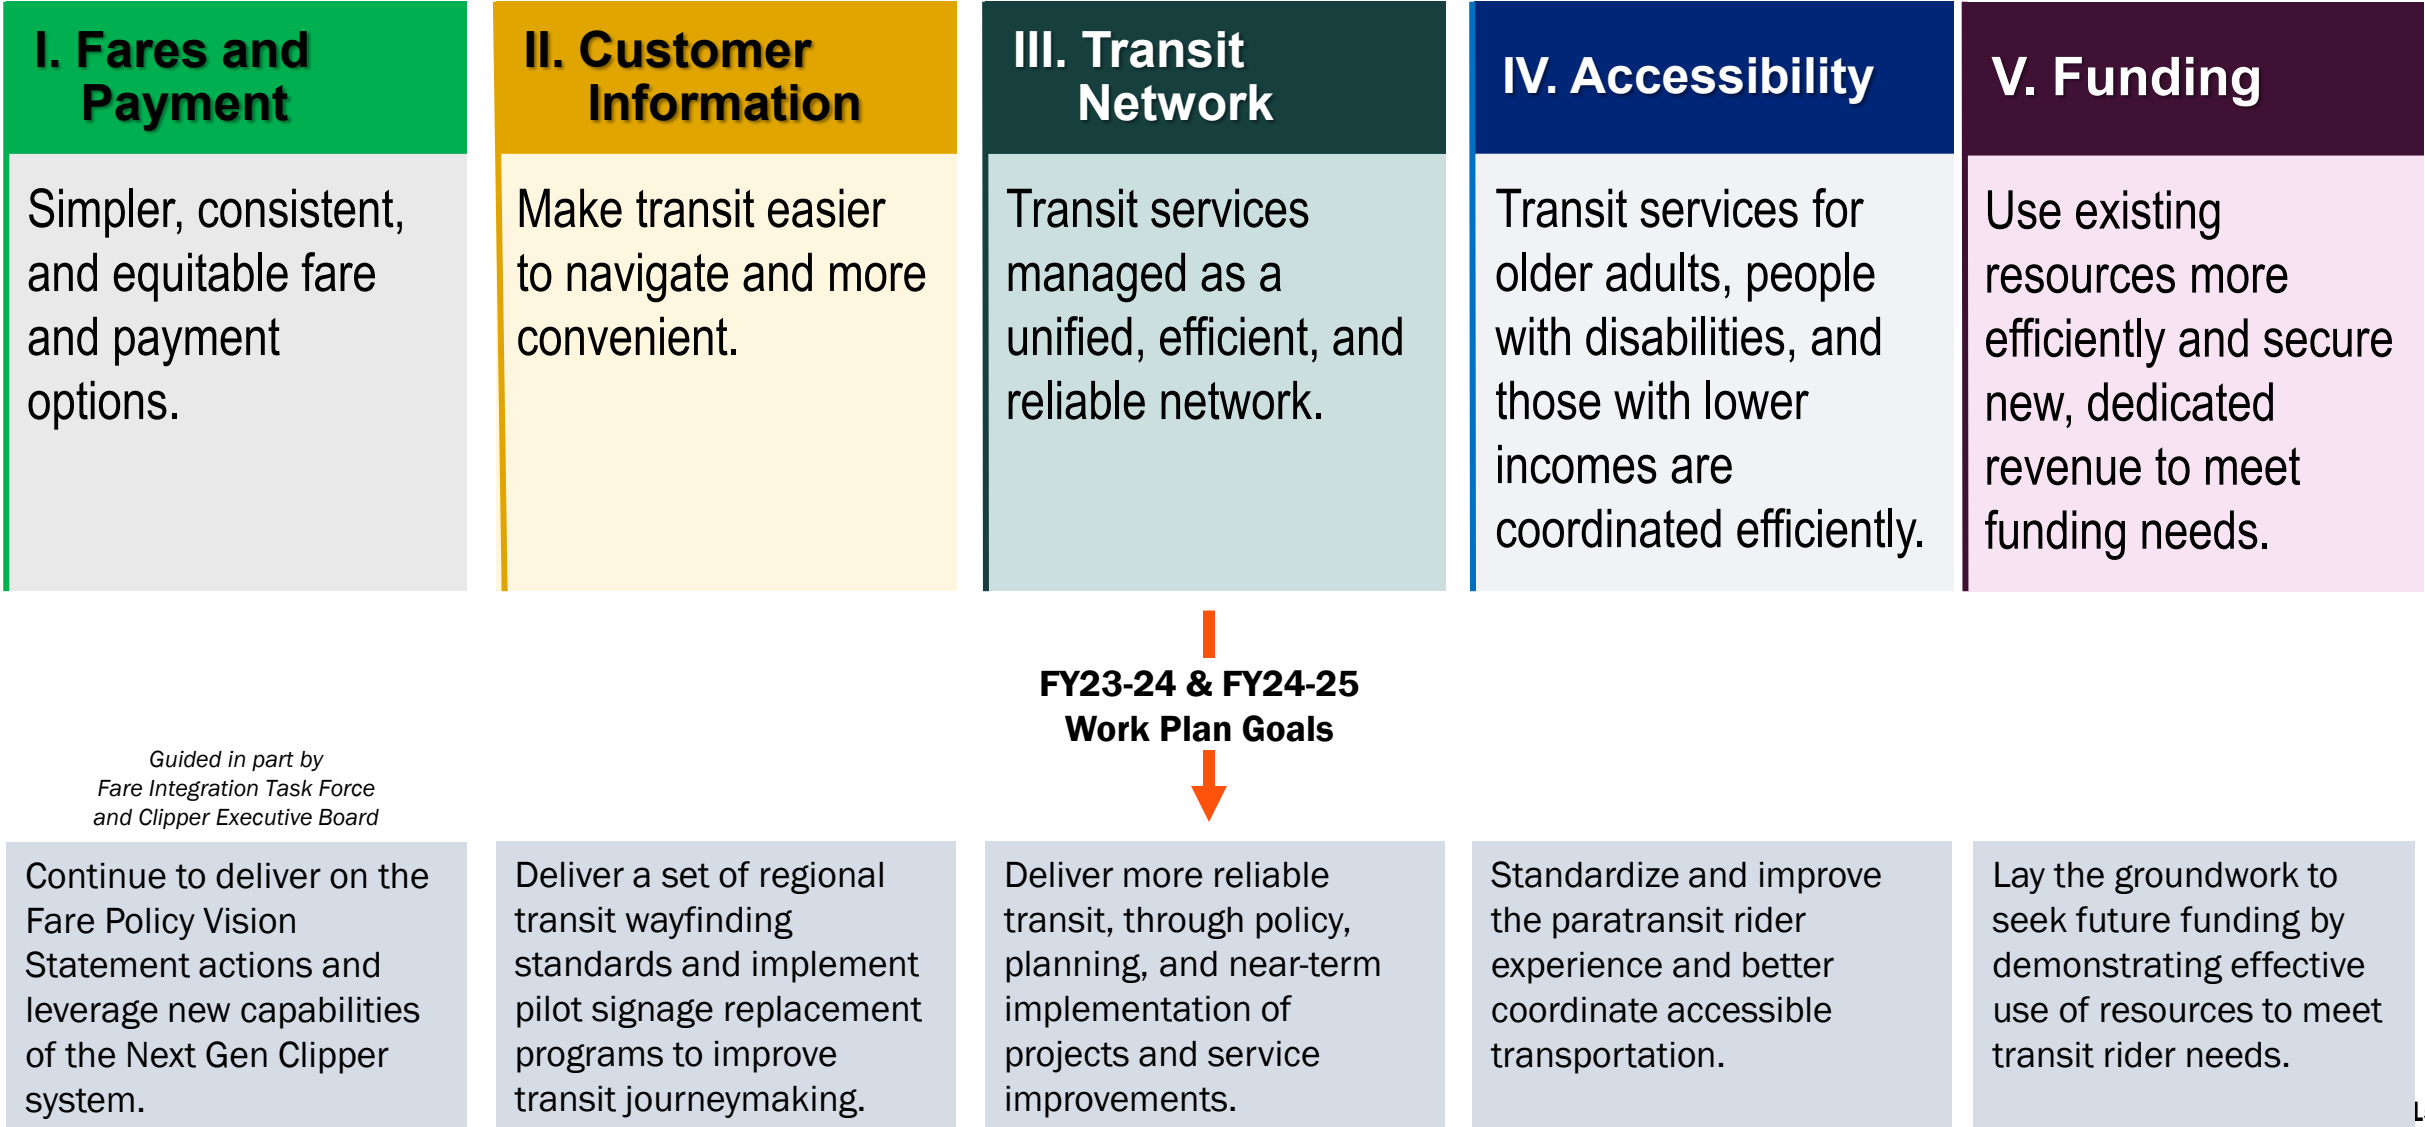 I. Fares and
Payment
Simpler, consistent,
and equitable fare
and payment
options.
II. Customer
Information
Make transit easier
to navigate and more
convenient.
III. Transit
Network
Transit services
managed as a
unified, efficient, and
reliable network.
IV. Accessibility
Transit services for
older adults, people
with disabilities, and
those with lower
incomes are
coordinated efficiently.
V. Funding
Use existing
resources more
efficiently and secure
new, dedicated
revenue to meet
funding needs.
FY23-24 & FY24-25
Work Plan Goals
Guided in part by
Fare Integration Task Force
and Clipper Executive Board
Continue to deliver on the
Fare Policy Vision
Statement actions and
leverage new capabilities
of the Next Gen Clipper
system.
Deliver a set of regional
transit wayfinding
standards and implement
pilot signage replacement
programs to improve
transit journeymaking.
Deliver more reliable
transit, through policy,
planning, and near-term
implementation of
projects and service
improvements.
Standardize and improve
the paratransit rider
experience and better
coordinate accessible
transportation.
Lay the groundwork to
seek future funding by
demonstrating effective
use of resources to meet
transit rider needs.